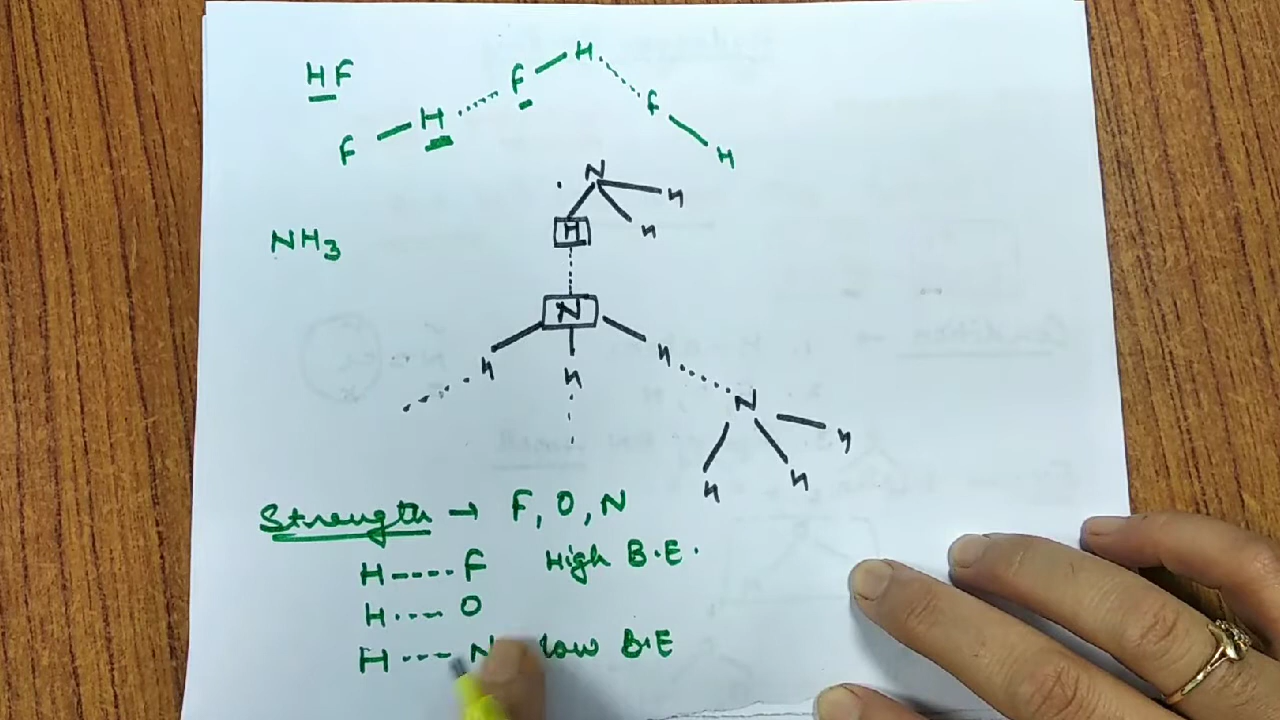 HF
F — H ..... F — H ..... F — H
NH3
N
H H H
N
H H H
N
H H H
Strength → F, O, N
H----F High B.E.
H----O
H---N Low B.E